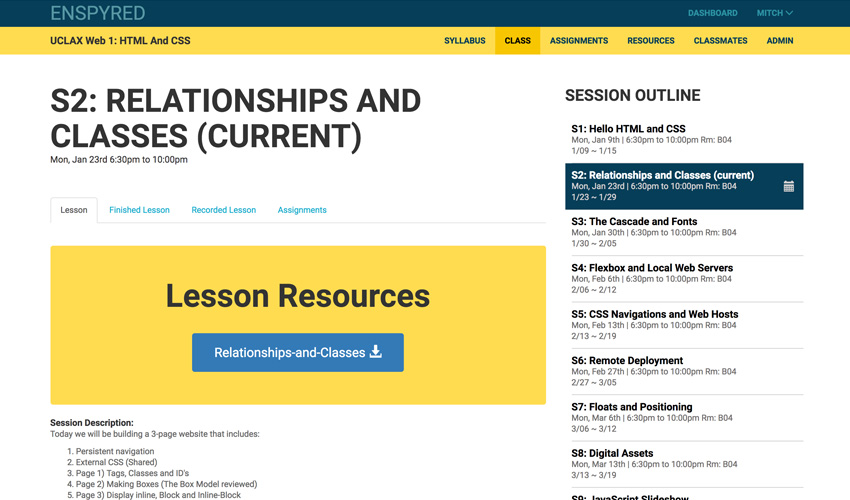 ENSPYRED
DASHBOARD
MITCH
UCLAX Web 1: HTML And CSS
SYLLABUS
CLASS
ASSIGNMENTS
RESOURCES
CLASSMATES
ADMIN
S2: RELATIONSHIPS AND
CLASSES (CURRENT)
Mon, Jan 23rd 6:30pm to 10:00pm
Lesson
Finished Lesson
Recorded Lesson
Assignments
Lesson Resources
Relationships-and-Classes
Session Description:
Today we will be building a 3-page website that includes:
1. Persistent navigation
2. External CSS (Shared)
3. Page 1) Tags, Classes and ID's
4. Page 2) Making Boxes (The Box Model reviewed)
5. Page 3) Display inline, Block and Inline-Block
SESSION OUTLINE
S1: Hello HTML and CSS
Mon, Jan 9th | 6:30pm to 10:00pm Rm: B04
1/09 ~ 1/15
S2: Relationships and Classes (current)
Mon, Jan 23rd | 6:30pm to 10:00pm Rm: B04
1/23 ~ 1/29
S3: The Cascade and Fonts
Mon, Jan 30th | 6:30pm to 10:00pm Rm: B04
1/30 ~ 2/05
S4: Flexbox and Local Web Servers
Mon, Feb 6th | 6:30pm to 10:00pm Rm: B04
2/06 ~ 2/12
S5: CSS Navigations and Web Hosts
Mon, Feb 13th | 6:30pm to 10:00pm Rm: B04
2/13 ~ 2/19
S6: Remote Deployment
Mon, Feb 27th | 6:30pm to 10:00pm Rm: B04
2/27 ~ 3/05
S7: Floats and Positioning
Mon, Mar 6th | 6:30pm to 10:00pm Rm: B04
3/06 ~ 3/12
S8: Digital Assets
Mon, Mar 13th | 6:30pm to 10:00pm Rm: B04
3/13 ~ 3/19
S9: JavaScript Slideshow